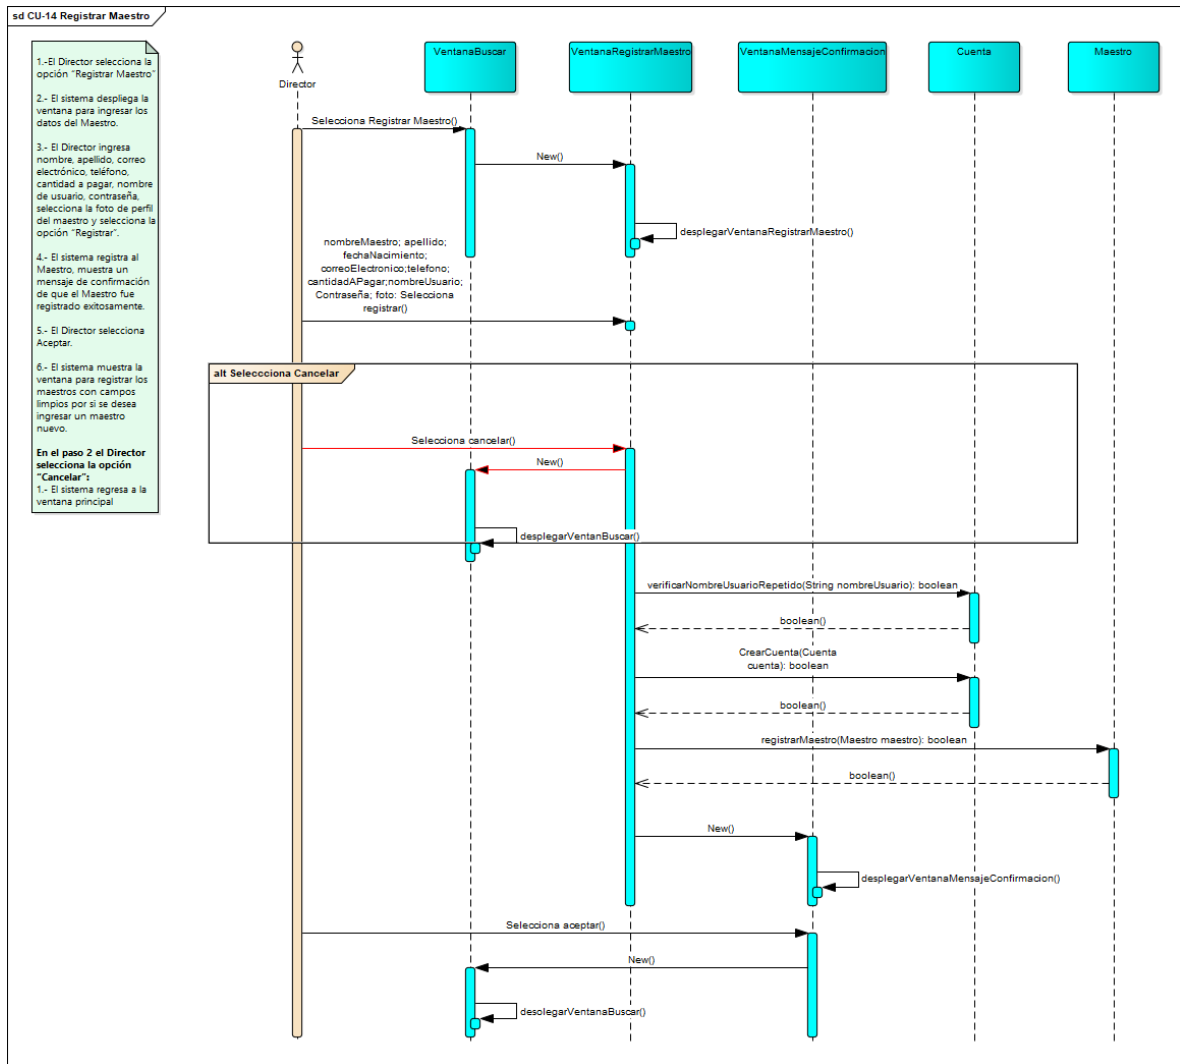 sd CU-14 Registrar Maestro
1.-El Director selecciona la
opción "Registrar Maestro"
2.- El sistema despliega la
ventana para ingresar los
datos del Maestro.
3.- El Director ingresa
nombre, apellido, correo
electrónico, teléfono,
cantidad a pagar, nombre
de usuario, contraseña,
selecciona la foto de perfil
del maestro y selecciona la
opción "Registrar".
4.- El sistema registra al
Maestro, muestra un
mensaje de confirmación
de que el Maestro fue
registrado exitosamente.
5.- El Director selecciona
Aceptar.
6.- El sistema muestra la
ventana para registrar los
maestros con campos
limpios por si se desea
ingresar un maestro
nuevo.
En el paso 2 el Director
selecciona la opción
"Cancelar":
1.- El sistema regresa a la
ventana principal
Director
VentanaBuscar
VentanaRegistrarMaestro
VentanaMensajeConfirmacion
Cuenta
Maestro
Selecciona Registrar Maestro()
New()
desplegarVentanaRegistrarMaestro()
nombreMaestro; apellido;
fechaNacimiento;
correoElectronico;telefono;
cantidadAPagar;nombreUsuario;
Contraseña; foto: Selecciona
registrar()
alt Seleccciona Cancelar
Selecciona cancelar()
New()
desplegarVentanBuscar()
verificarNombreUsuarioRepetido(String nombreUsuario): boolean
boolean()
CrearCuenta(Cuenta
cuenta): boolean
boolean()
registrarMaestro(Maestro maestro): boolean
boolean()
New()
desplegarVentanaMensajeConfirmacion()
Selecciona aceptar()
New()
desolegarVentanaBuscar()